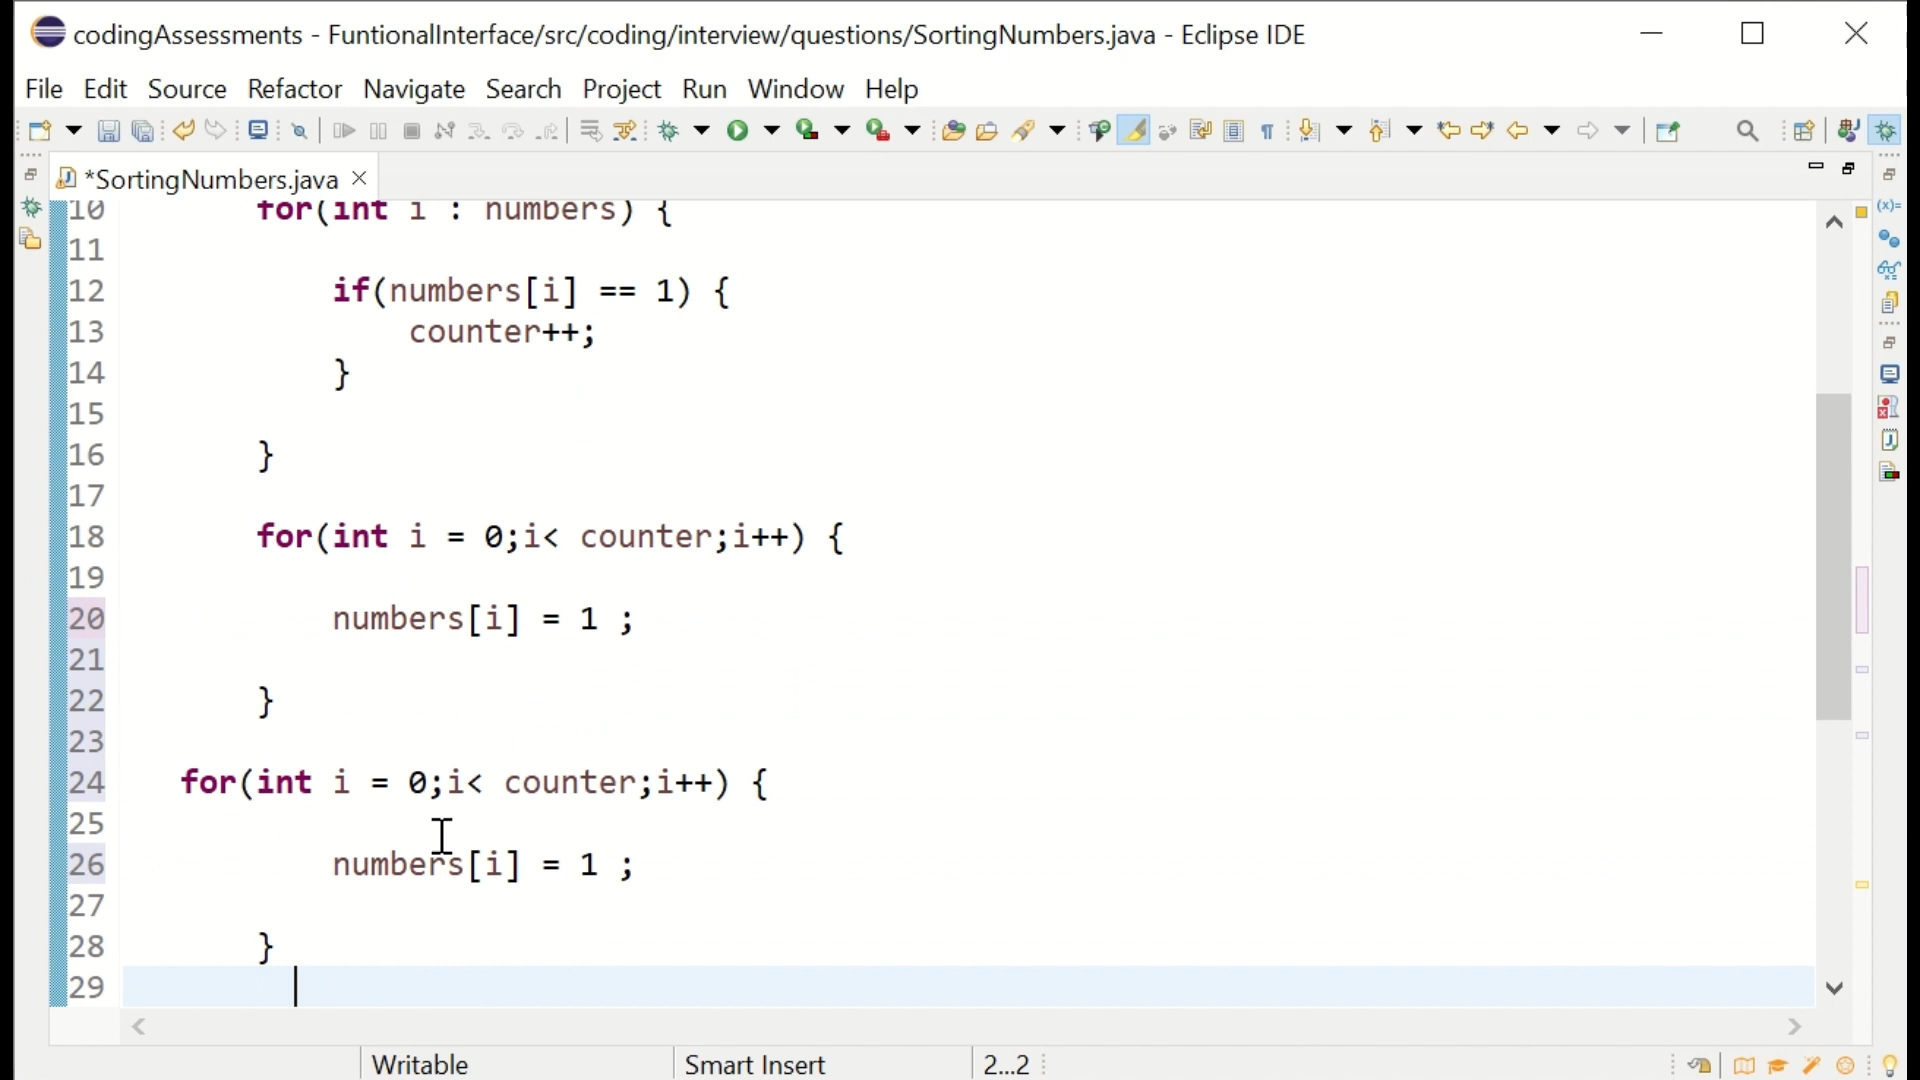 codingAssessments - FuntionalInterface/src/coding/interview/questions/SortingNumbers.java - Eclipse IDE
File Edit Source Refactor Navigate Search Project Run Window Help
*SortingNumbers.java
10 for(int i : numbers) {
11
12 if(numbers[i] == 1) {
13 counter++;
14 }
15
16 }
17
18 for(int i = 0;i< counter;i++) {
19
20 numbers[i] = 1 ;
21
22 }
23
24 for(int i = 0;i< counter;i++) {
25
26 numbers[i] = 1 ;
27
28 }
29
Writable Smart Insert 2...2